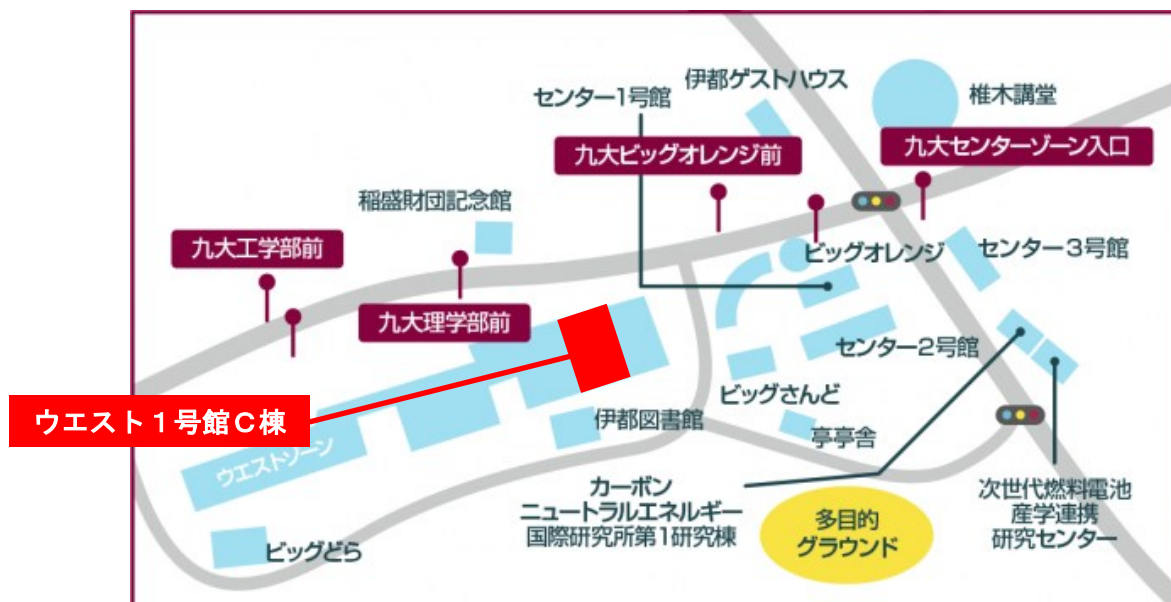 伊都ゲストハウス
センター1号館
椎木講堂
九大ビッグオレンジ前
九大センターゾーン入口
稲盛財団記念館
九大工学部前
ビッグオレンジ
センター3号館
九大理学部前
センター2号館
ビッグさんど
ウエスト１号館Ｃ棟
伊都図書館
亭亭舎
ウエストゾーン
カーボン
ニュートラルエネルギー
国際研究所第1研究棟
多目的
グラウンド
次世代燃料電池
産学連携
研究センター
ビッグどら